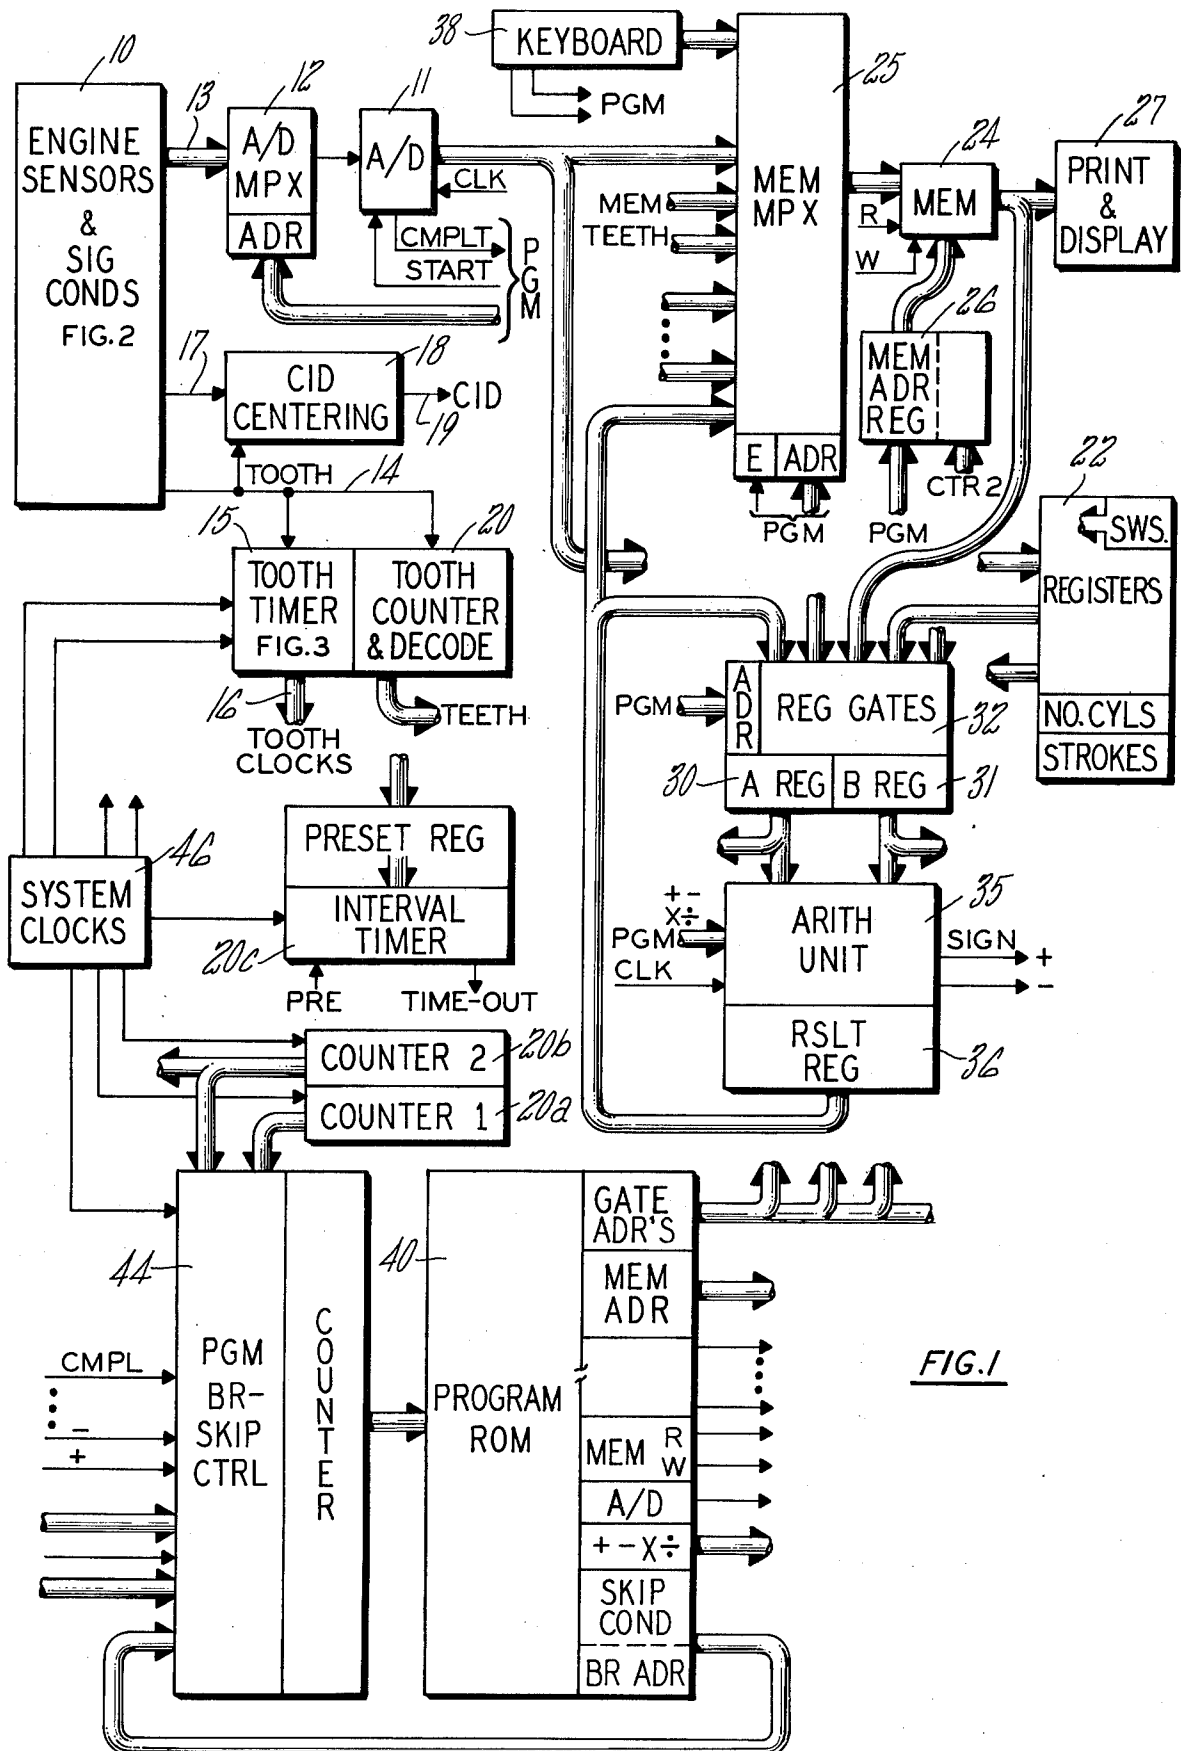 38
KEYBOARD
PGM
25
10
13
12
11
ENGINE
SENSORS
&
SIG
CONDS
FIG.2
A/D
MPX
ADR
A/D
CLK
CMPLT
START
PGM
MEM
TEETH
MEM
MPX
E
ADR
PGM
24
MEM
R
W
27
PRINT
&
DISPLAY
26
MEM
ADR
REG
CTR 2
PGM
17
18
CID
CENTERING
CID
19
TOOTH
14
15
20
TOOTH
TIMER
FIG.3
TOOTH
COUNTER
& DECODE
16
TOOTH
CLOCKS
TEETH
22
SWS.
REGISTERS
NO. CYLS
STROKES
PGM
ADR
REG GATES
32
30
A REG
B REG
31
PRESET REG
INTERVAL
TIMER
20c
PRE
TIME-OUT
46
SYSTEM
CLOCKS
+ -
X÷
PGM
CLK
ARITH
UNIT
35
SIGN
+
-
RSLT
REG
36
COUNTER 2
20b
COUNTER 1
20a
44
PGM
BR-
SKIP
CTRL
COUNTER
CMPL
-
+
40
PROGRAM
ROM
GATE
ADR'S
MEM
ADR
MEM
R
W
A/D
+ - X ÷
SKIP
COND
BR ADR
FIG.1